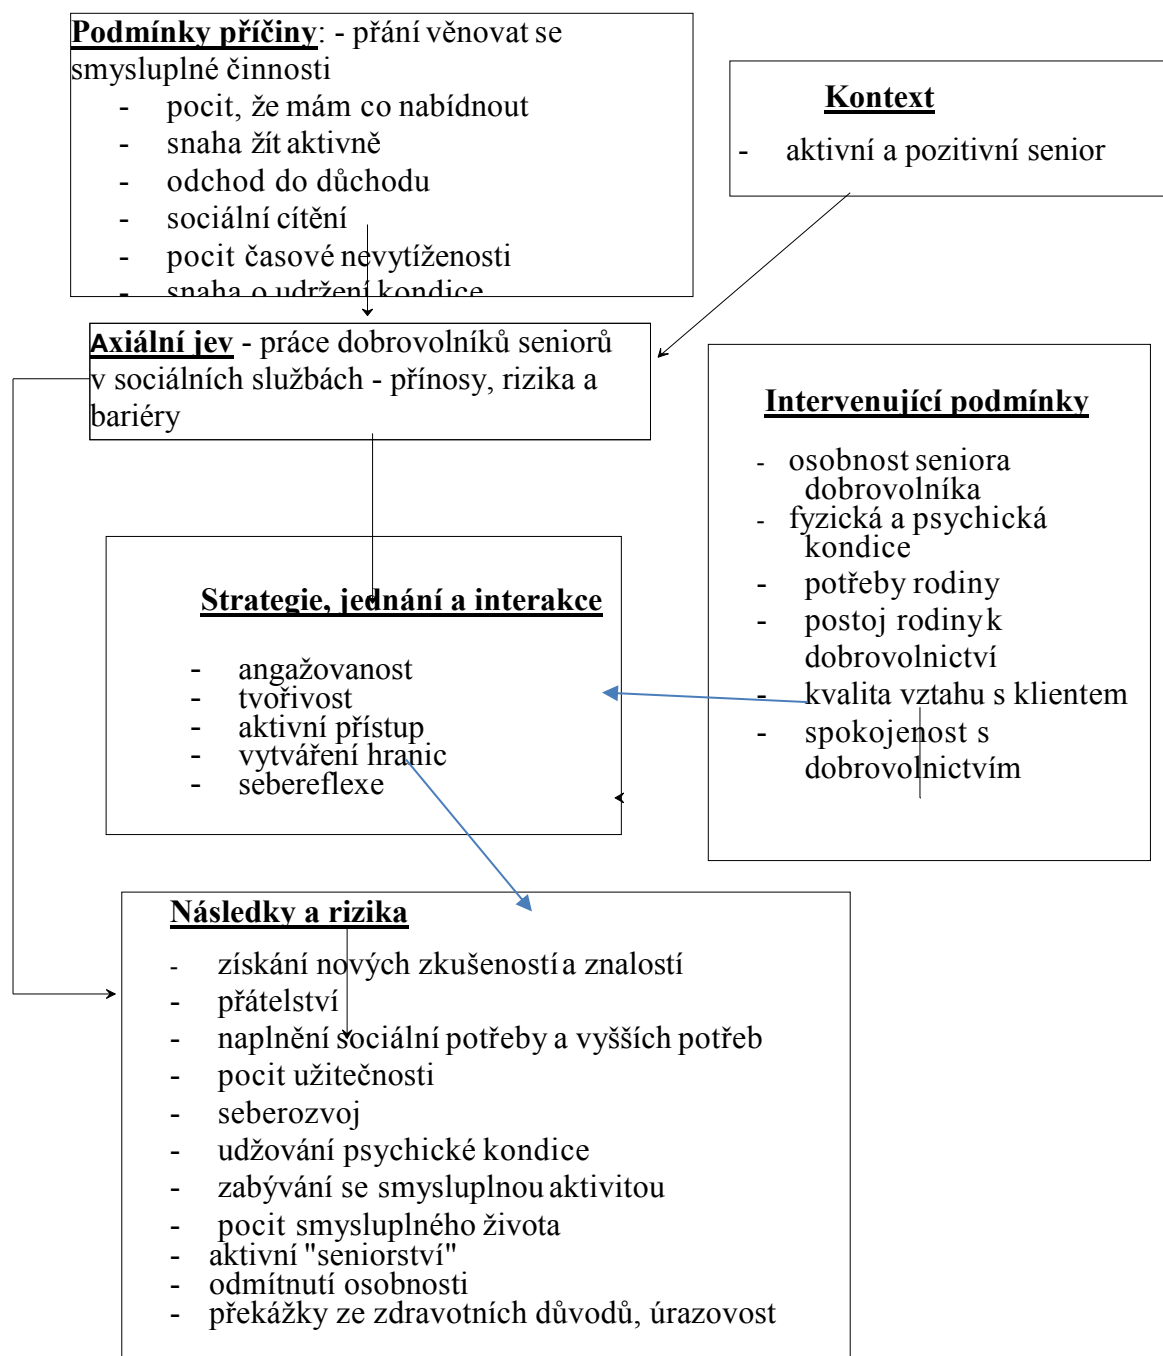 Podmínky příčiny: - přání věnovat se
smysluplné činnosti
- pocit, že mám co nabídnout
- snaha žít aktivně
- odchod do důchodu
- sociální cítění
- pocit časové nevytíženosti
- snaha o udržení kondice
Kontext
- aktivní a pozitivní senior
Axiální jev - práce dobrovolníků seniorů
v sociálních službách - přínosy, rizika a
bariéry
Intervenující podmínky
- osobnost seniora
dobrovolníka
- fyzická a psychická
kondice
- potřeby rodiny
- postoj rodiny k
dobrovolnictví
- kvalita vztahu s klientem
- spokojenost s
dobrovolnictvím
Strategie, jednání a interakce
- angažovanost
- tvořivost
- aktivní přístup
- vytváření hranic
- sebereflexe
Následky a rizika
- získání nových zkušeností a znalostí
- přátelství
- naplnění sociální potřeby a vyšších potřeb
- pocit užitečnosti
- seberozvoj
- udžování psychické kondice
- zabývání se smysluplnou aktivitou
- pocit smysluplného života
- aktivní "seniorství"
- odmítnutí osobnosti
- překážky ze zdravotních důvodů, úrazovost